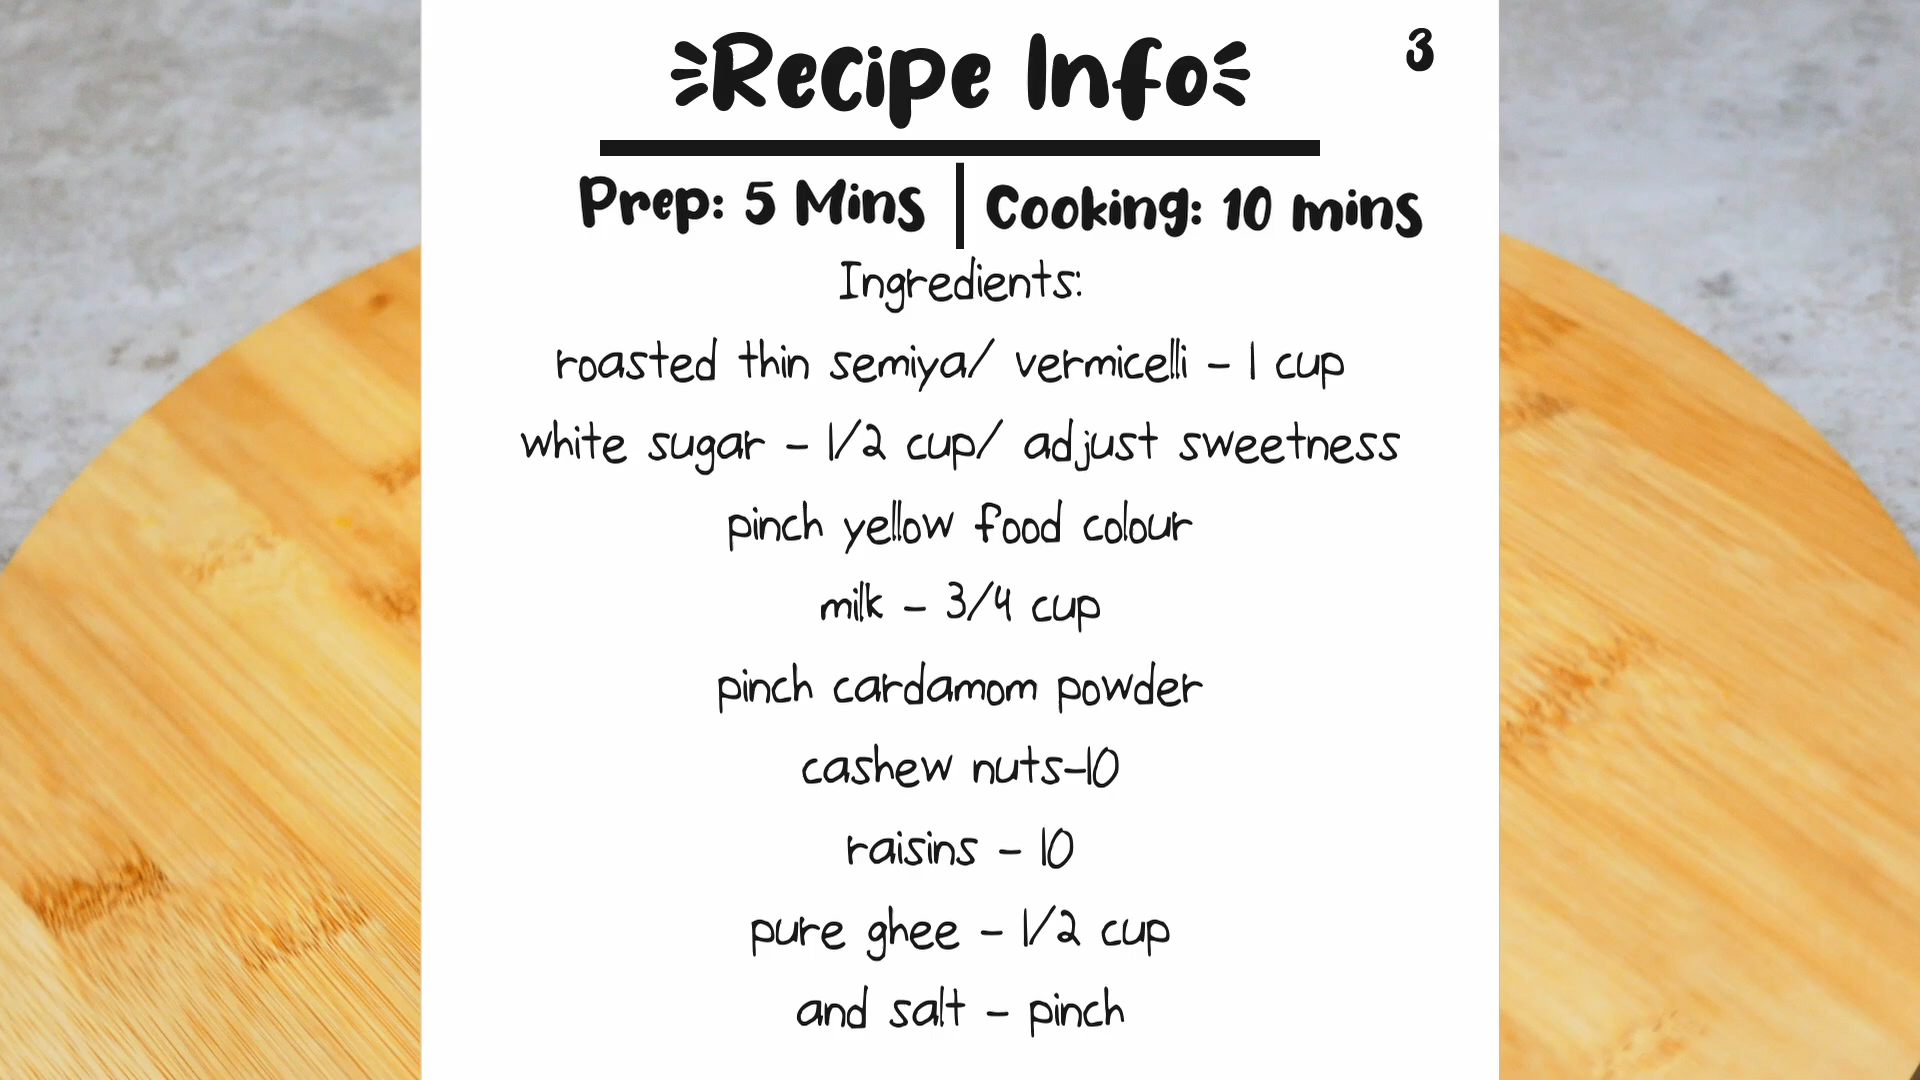 Recipe Info
3
Prep: 5 Mins
Cooking: 10 mins
Ingredients:
roasted thin semiya/ vermicelli - 1 cup
white sugar - 1/2 cup/ adjust sweetness
pinch yellow food colour
milk - 3/4 cup
pinch cardamom powder
cashew nuts-10
raisins - 10
pure ghee - 1/2 cup
and salt - pinch